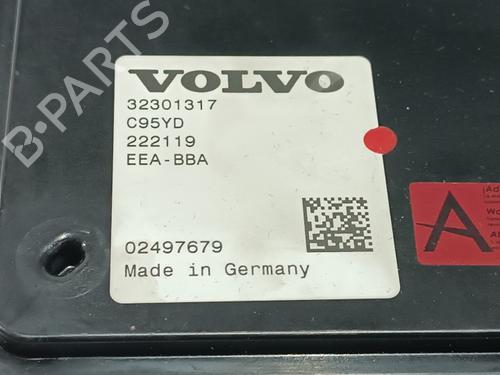 B-PARTS
VOLVO
32301317
C95YD
222119
EEA-BBA
02497679
Made in Germany
A